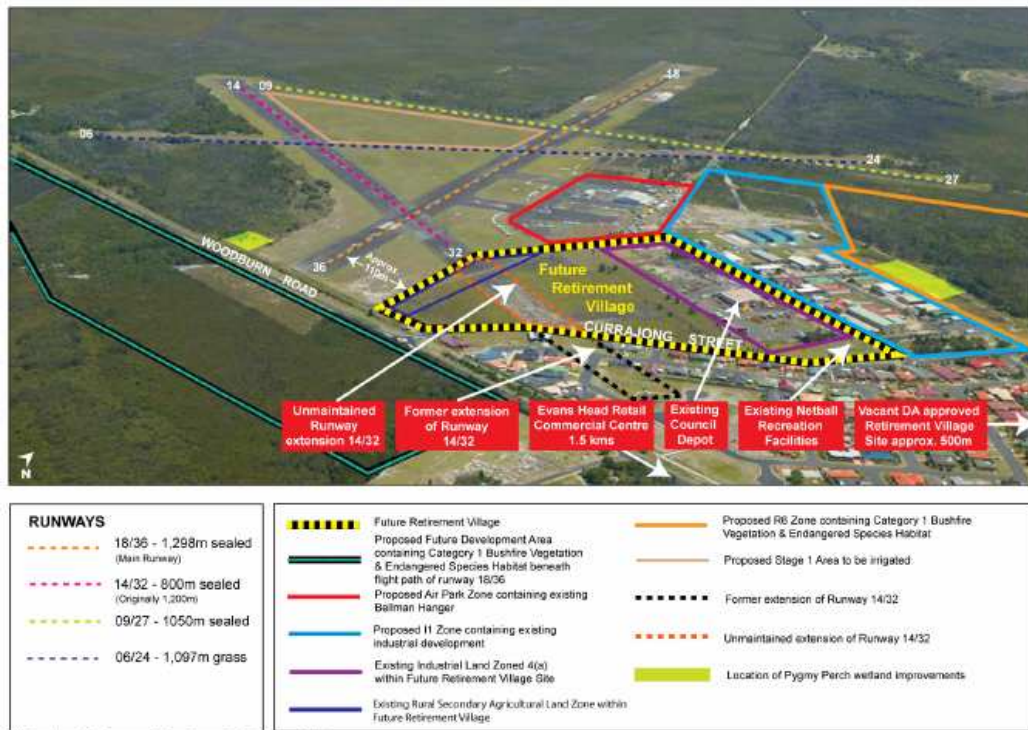 14
09
18
06
24
27
36
32
Approx.
110m
WOODBURN ROAD
Future
Retirement
Village
CURRAJONG STREET
Unmaintained
Runway
extension 14/32
Former extension
of Runway
14/32
Evans Head Retail
Commercial Centre
1.5 kms
Existing
Council
Depot
Existing Netball
Recreation
Facilities
Vacant DA approved
Retirement Village
Site approx. 500m
N
RUNWAYS
18/36 - 1,298m sealed
(Main Runway)
14/32 - 800m sealed
(Originally 1,200m)
09/27 - 1050m sealed
06/24 - 1,097m grass
Future Retirement Village
Proposed Future Development Area
containing Category 1 Bushfire Vegetation
& Endangered Species Habitat beneath
flight path of runway 18/36
Proposed Air Park Zone containing existing
Bellman Hanger
Proposed I1 Zone containing existing
industrial development
Existing Industrial Land Zoned 4(a)
within Future Retirement Village Site
Existing Rural Secondary Agricultural Land Zone within
Future Retirement Village
Proposed R6 Zone containing Category 1 Bushfire
Vegetation & Endangered Species Habitat
Proposed Stage 1 Area to be irrigated
Former extension of Runway 14/32
Unmaintained extension of Runway 14/32
Location of Pygmy Perch wetland improvements